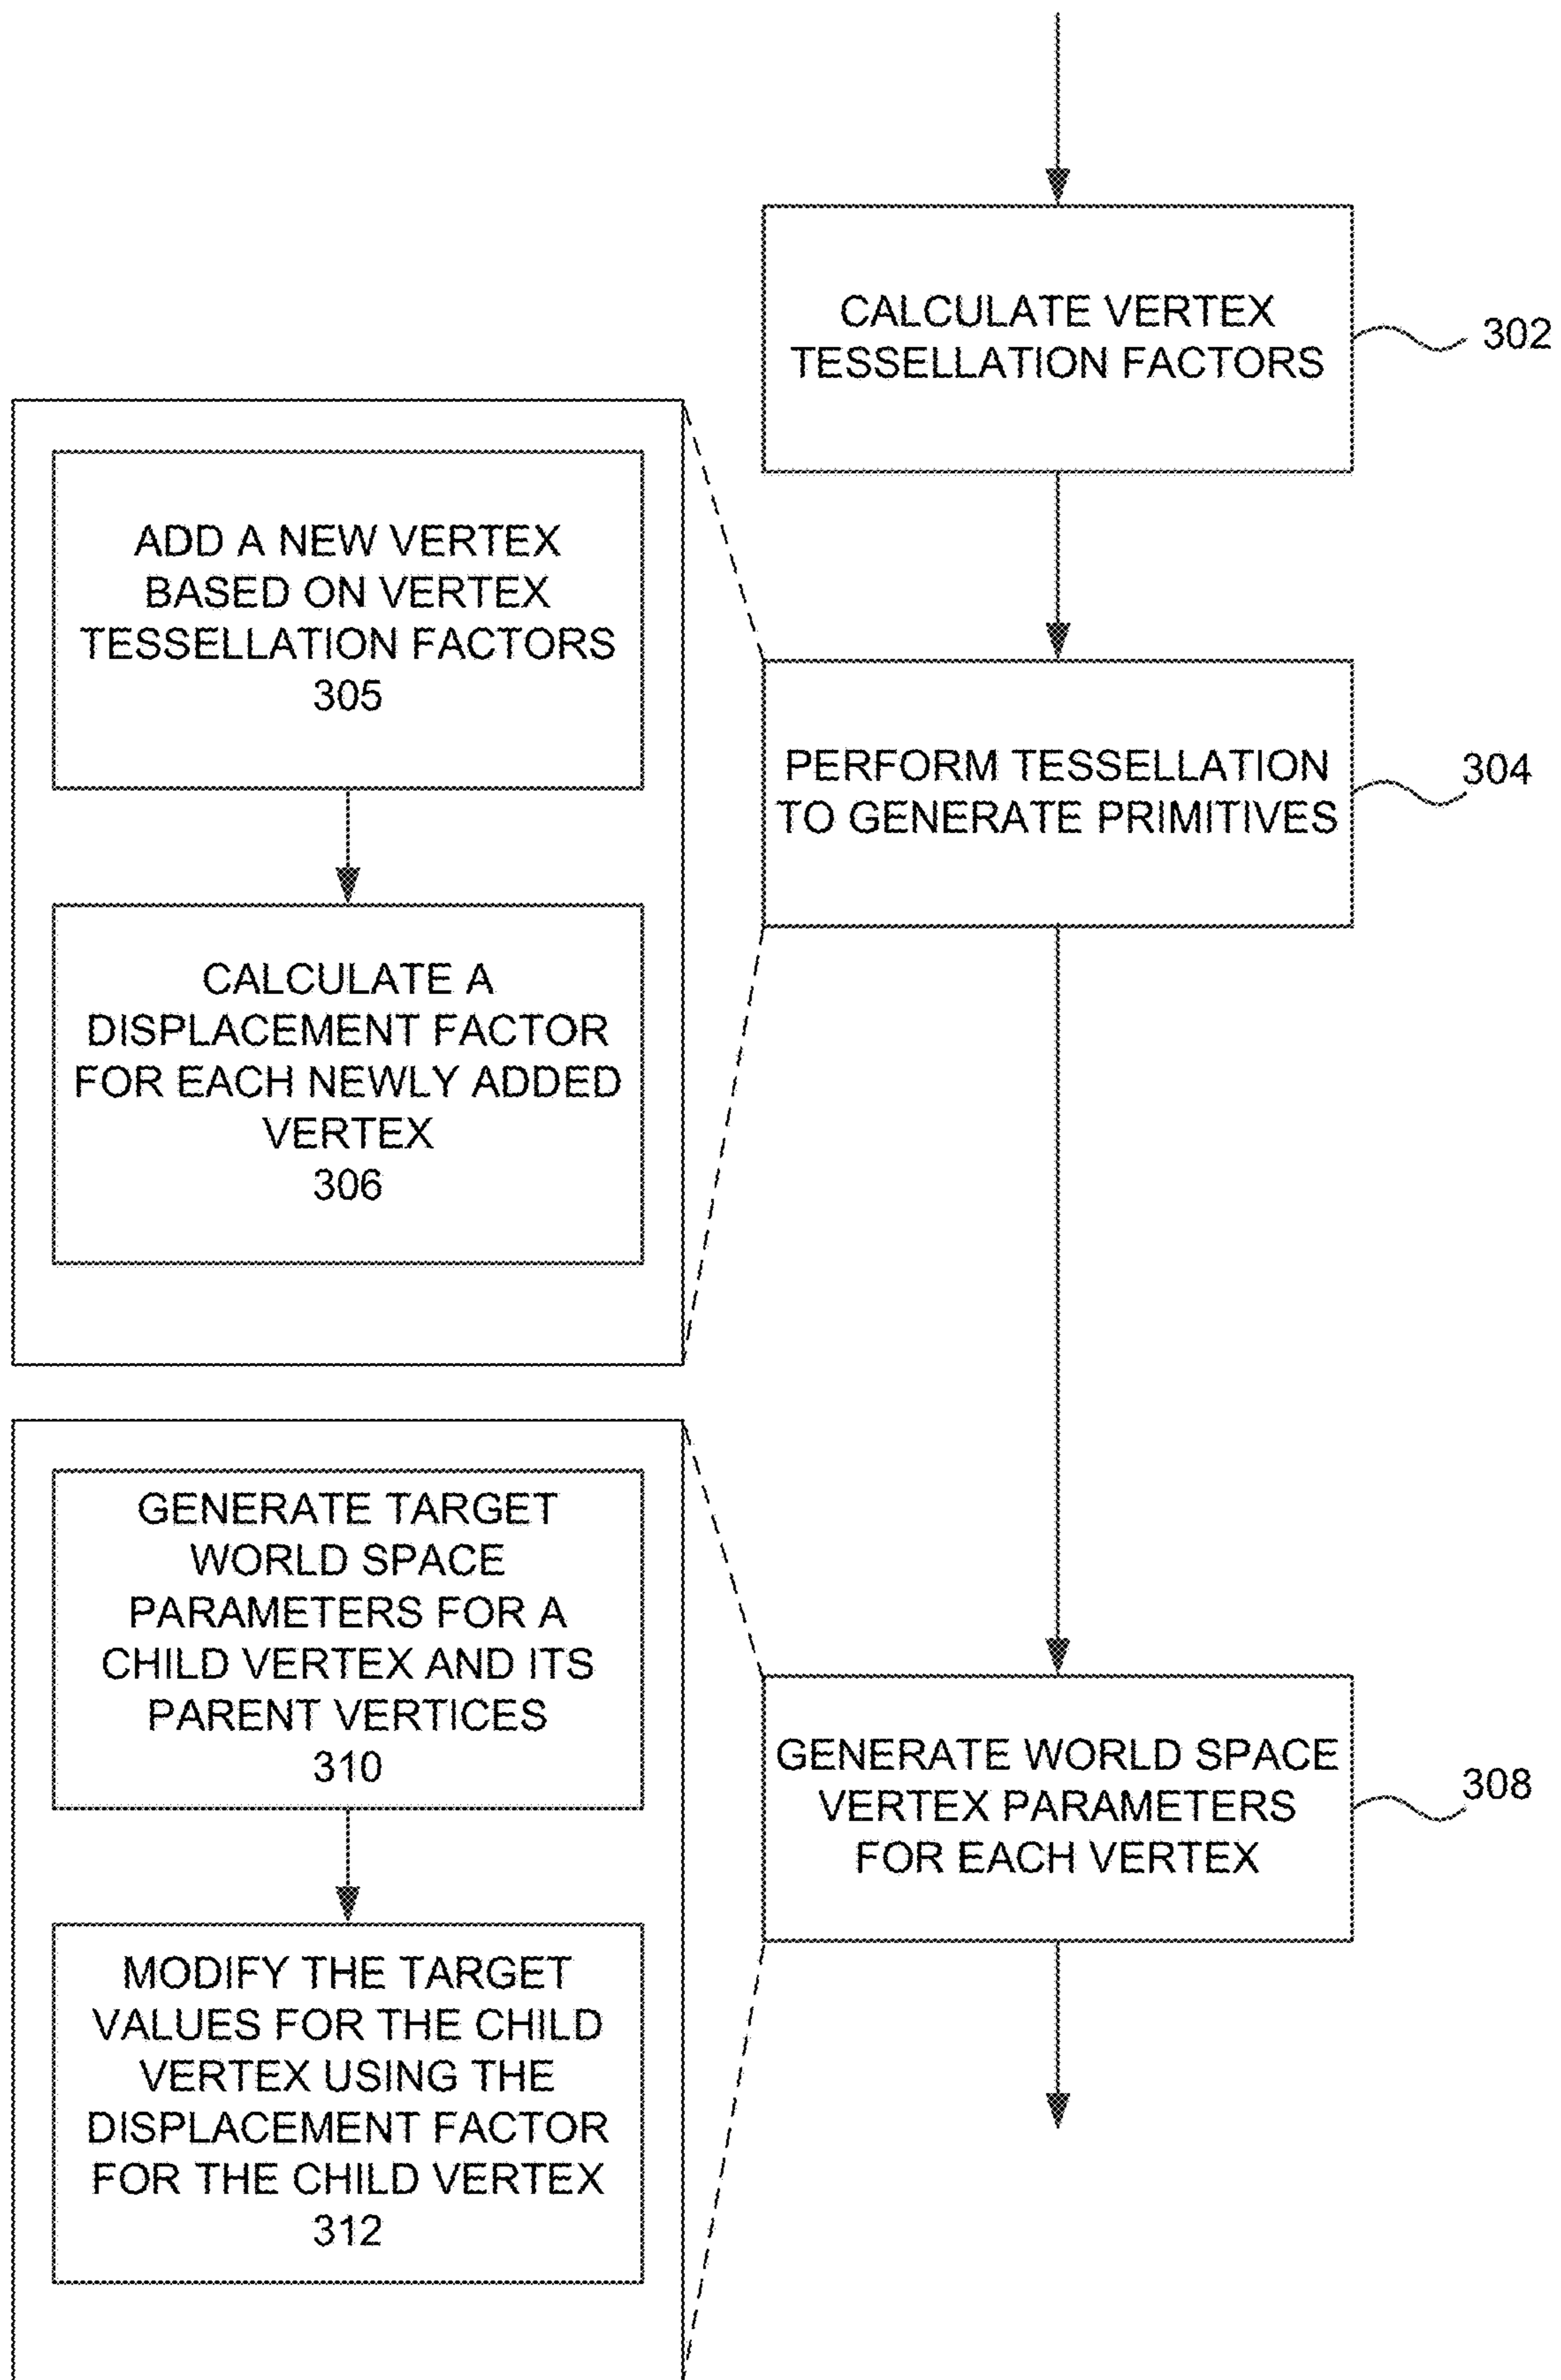 CALCULATE VERTEX
TESSELLATION FACTORS
302
ADD A NEW VERTEX
BASED ON VERTEX
TESSELLATION FACTORS
305
CALCULATE A
DISPLACEMENT FACTOR
FOR EACH NEWLY ADDED
VERTEX
306
PERFORM TESSELLATION
TO GENERATE PRIMITIVES
304
GENERATE TARGET
WORLD SPACE
PARAMETERS FOR A
CHILD VERTEX AND ITS
PARENT VERTICES
310
MODIFY THE TARGET
VALUES FOR THE CHILD
VERTEX USING THE
DISPLACEMENT FACTOR
FOR THE CHILD VERTEX
312
GENERATE WORLD SPACE
VERTEX PARAMETERS
FOR EACH VERTEX
308